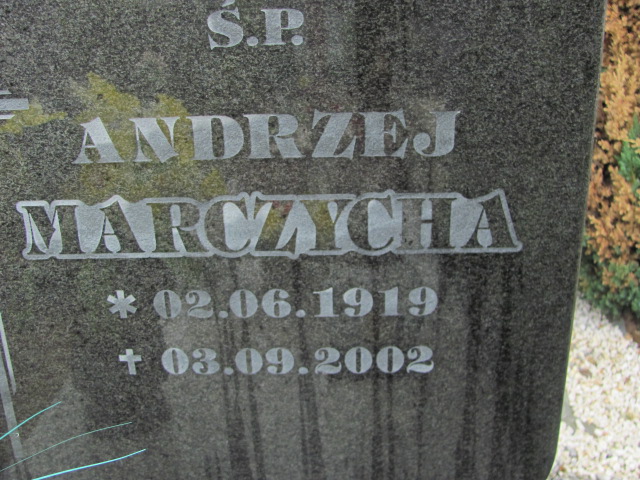 Ś.P.
ANDRZEJ
MARCZYCHA
* 02.06.1919
✝ 03.09.2002